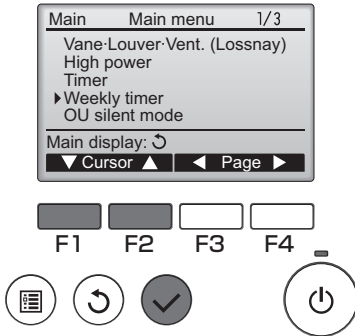 Main Main menu 1/3
Vane·Louver·Vent. (Lossnay)
High power
Timer
Weekly timer
OU silent mode
Main display:
Cursor Page
F1 F2 F3 F4